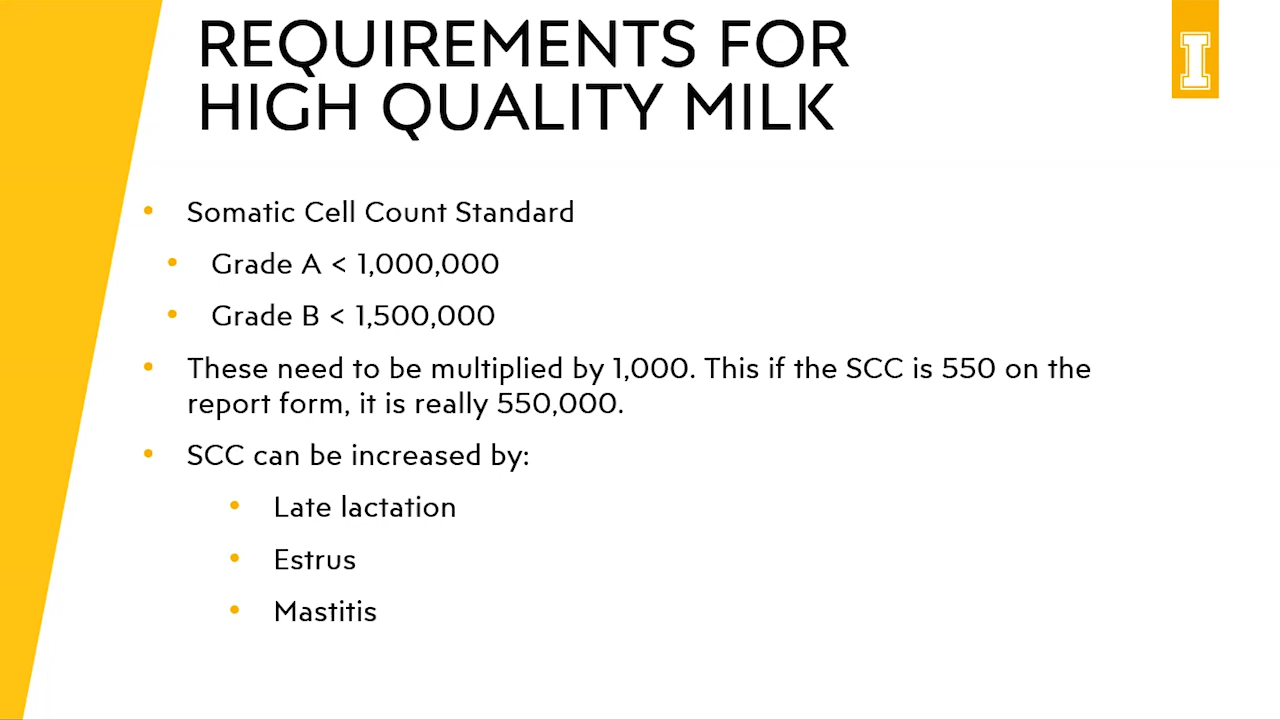 REQUIREMENTS FOR
HIGH QUALITY MILK
I
• Somatic Cell Count Standard
• Grade A < 1,000,000
• Grade B < 1,500,000
• These need to be multiplied by 1,000. This if the SCC is 550 on the
report form, it is really 550,000.
• SCC can be increased by:
• Late lactation
• Estrus
• Mastitis